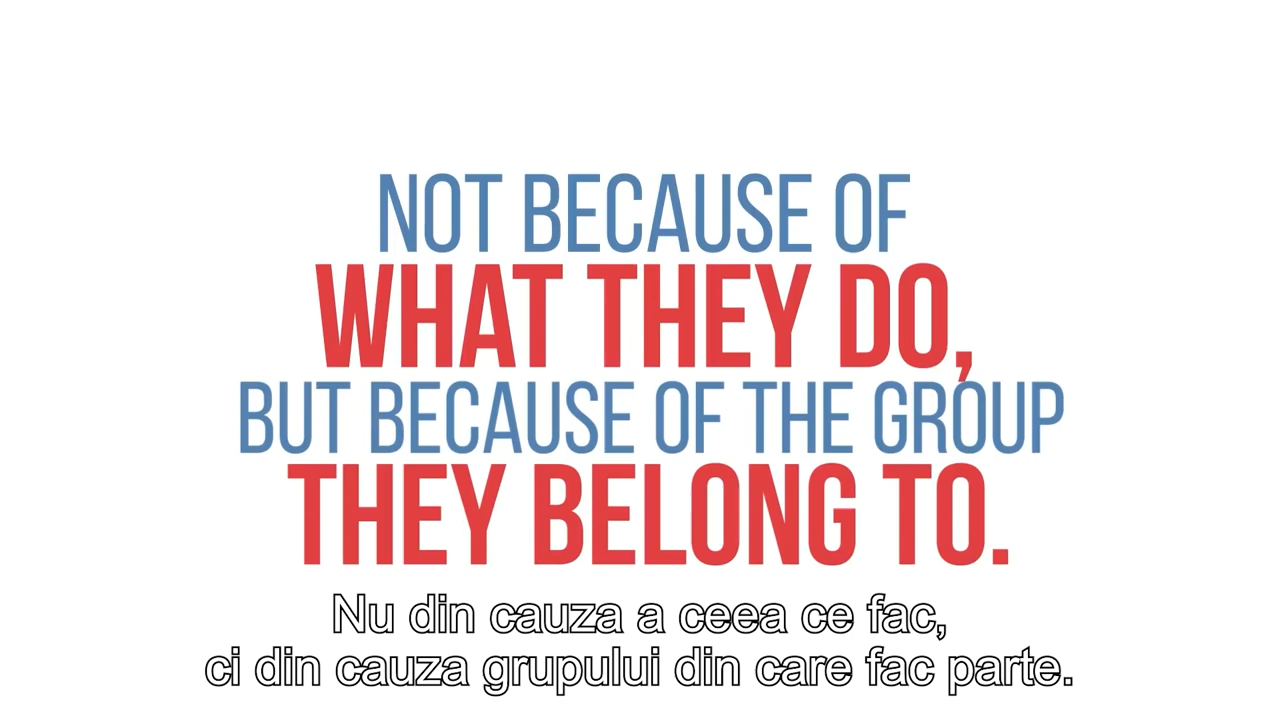 NOT BECAUSE OF
WHAT THEY DO,
BUT BECAUSE OF THE GROUP
THEY BELONG TO.
Nu din cauza a ceea ce fac,
ci din cauza grupului din care fac parte.